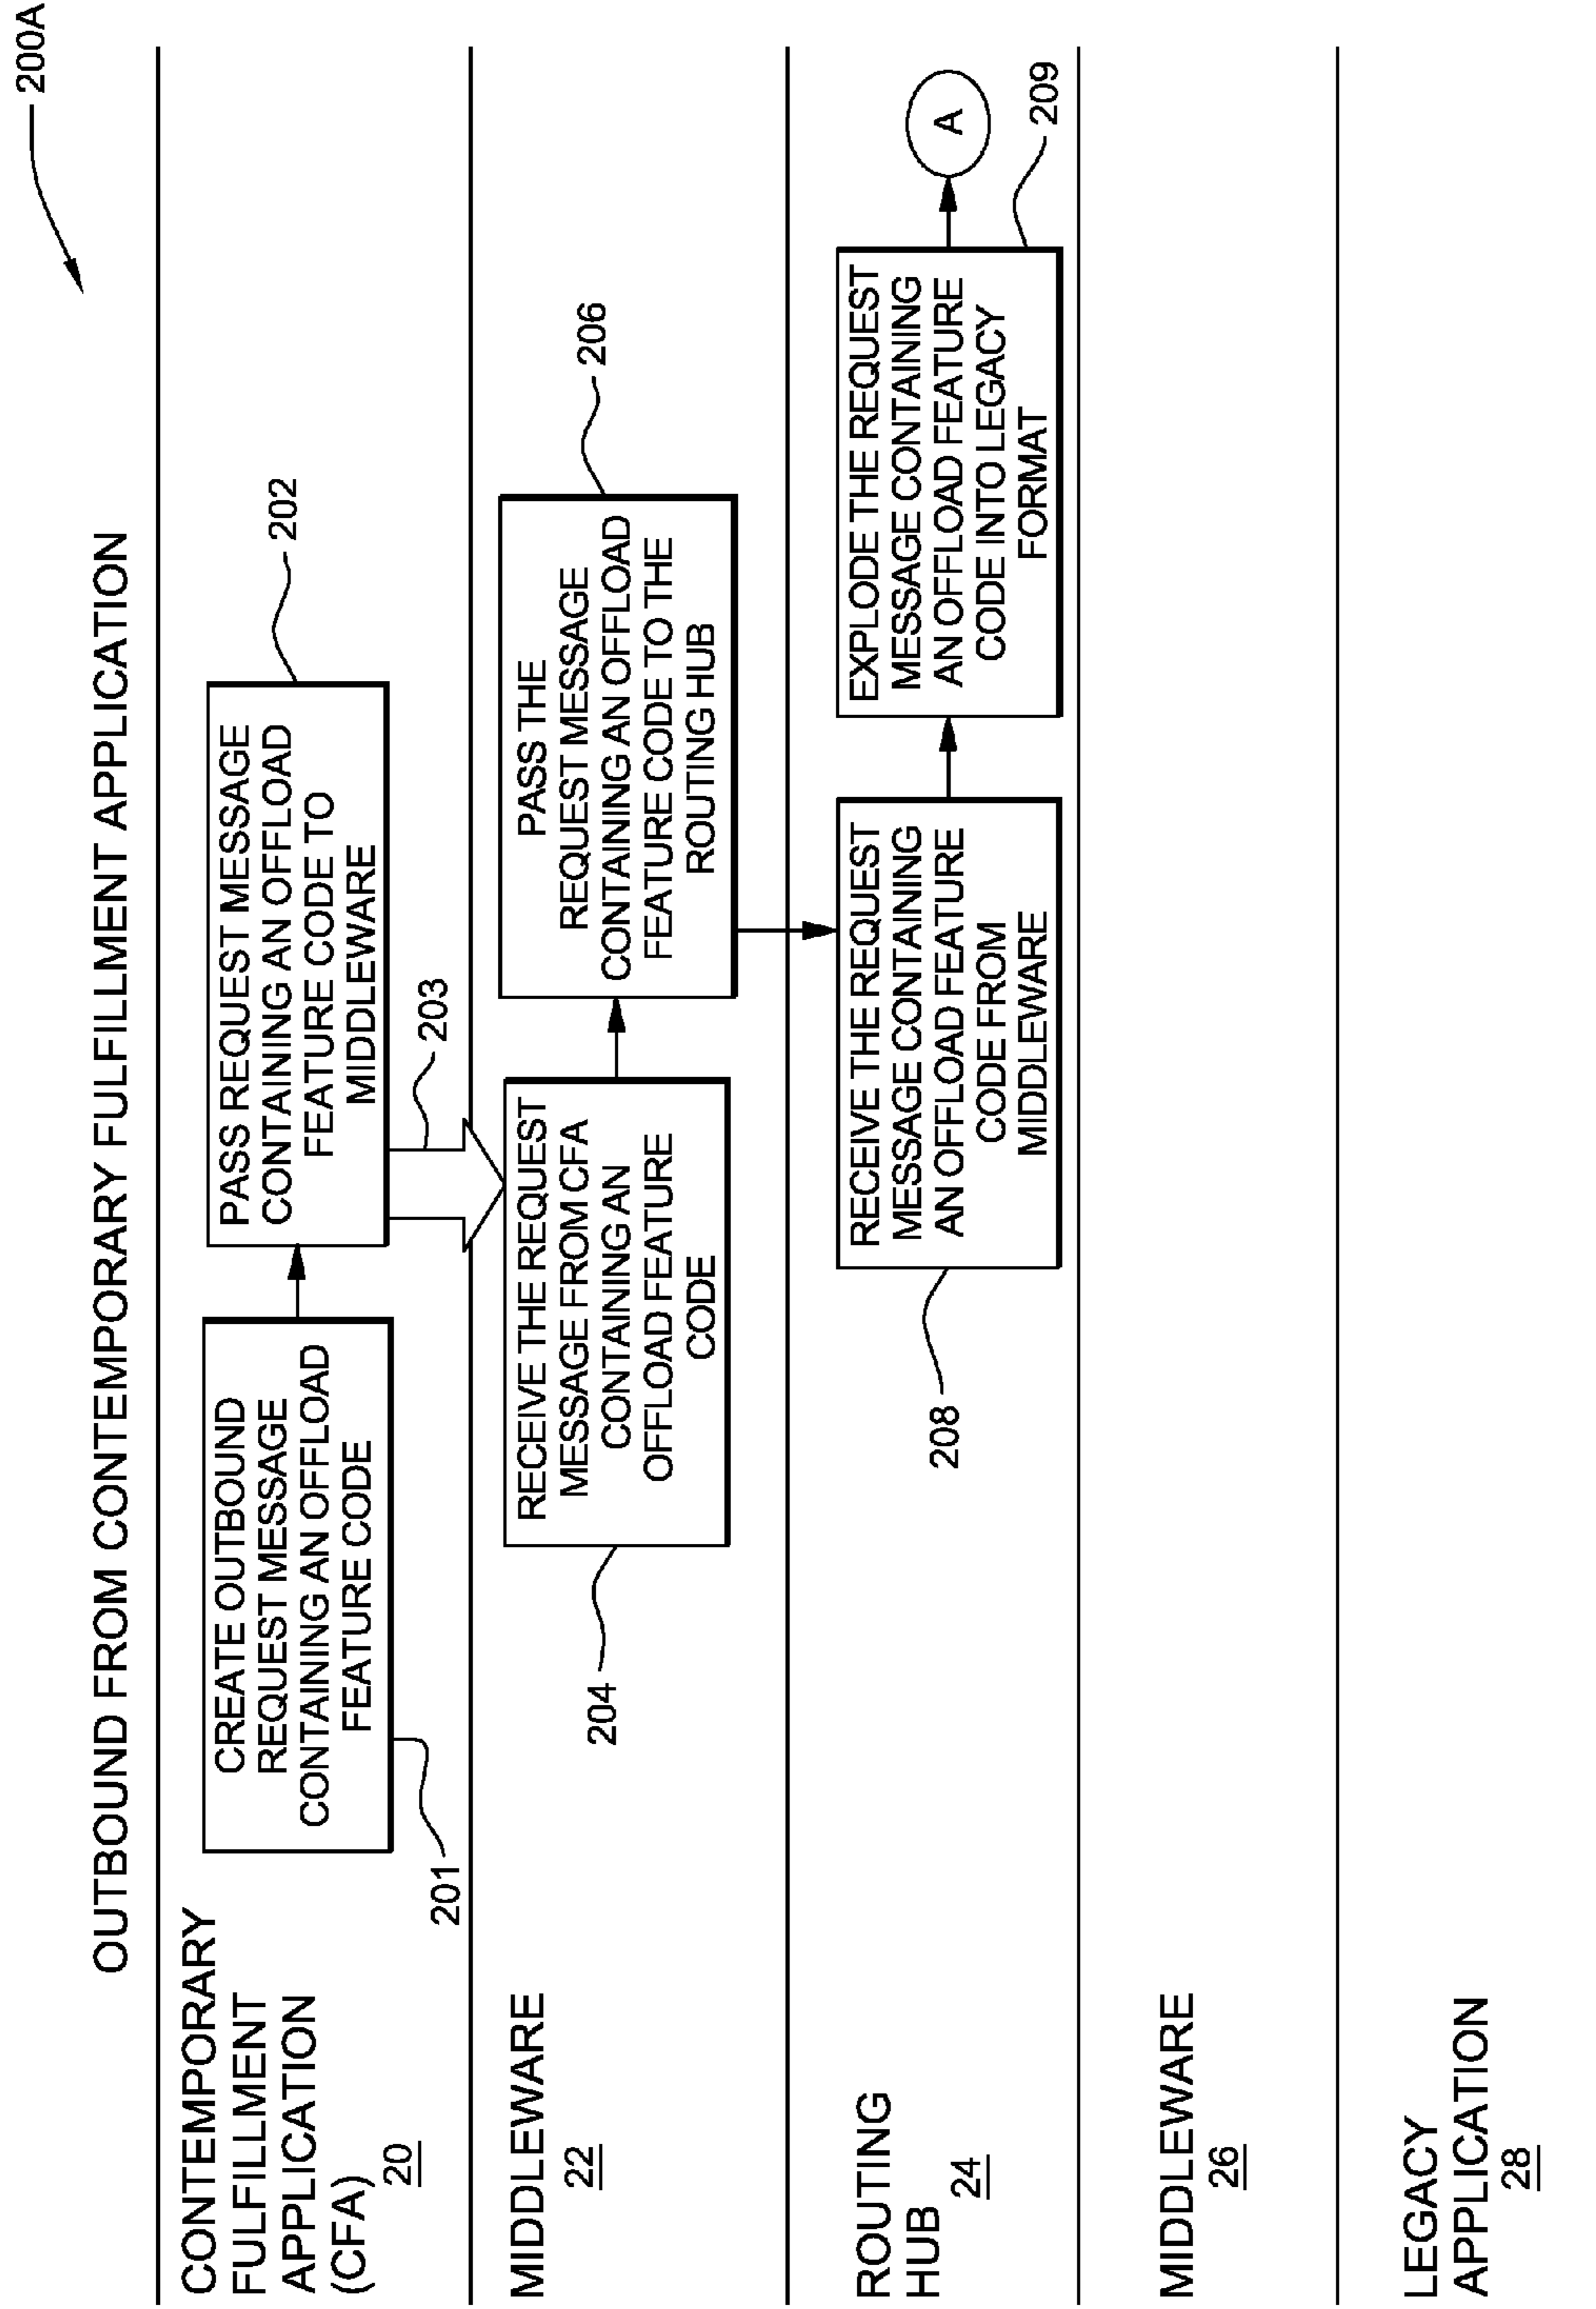 200A
OUTBOUND FROM CONTEMPORARY FULFILLMENT APPLICATION
CONTEMPORARY
FULFILLMENT
APPLICATION
(CFA)
20
CREATE OUTBOUND
REQUEST MESSAGE
CONTAINING AN OFFLOAD
FEATURE CODE
201
PASS REQUEST MESSAGE
CONTAINING AN OFFLOAD
FEATURE CODE TO
MIDDLEWARE
202
203
MIDDLEWARE
22
RECEIVE THE REQUEST
MESSAGE FROM CFA
CONTAINING AN
OFFLOAD FEATURE
CODE
204
PASS THE
REQUEST MESSAGE
CONTAINING AN OFFLOAD
FEATURE CODE TO THE
ROUTING HUB
206
ROUTING
HUB
24
RECEIVE THE REQUEST
MESSAGE CONTAINING
AN OFFLOAD FEATURE
CODE FROM
MIDDLEWARE
208
EXPLODE THE REQUEST
MESSAGE CONTAINING
AN OFFLOAD FEATURE
CODE INTO LEGACY
FORMAT
209
A
MIDDLEWARE
26
LEGACY
APPLICATION
28